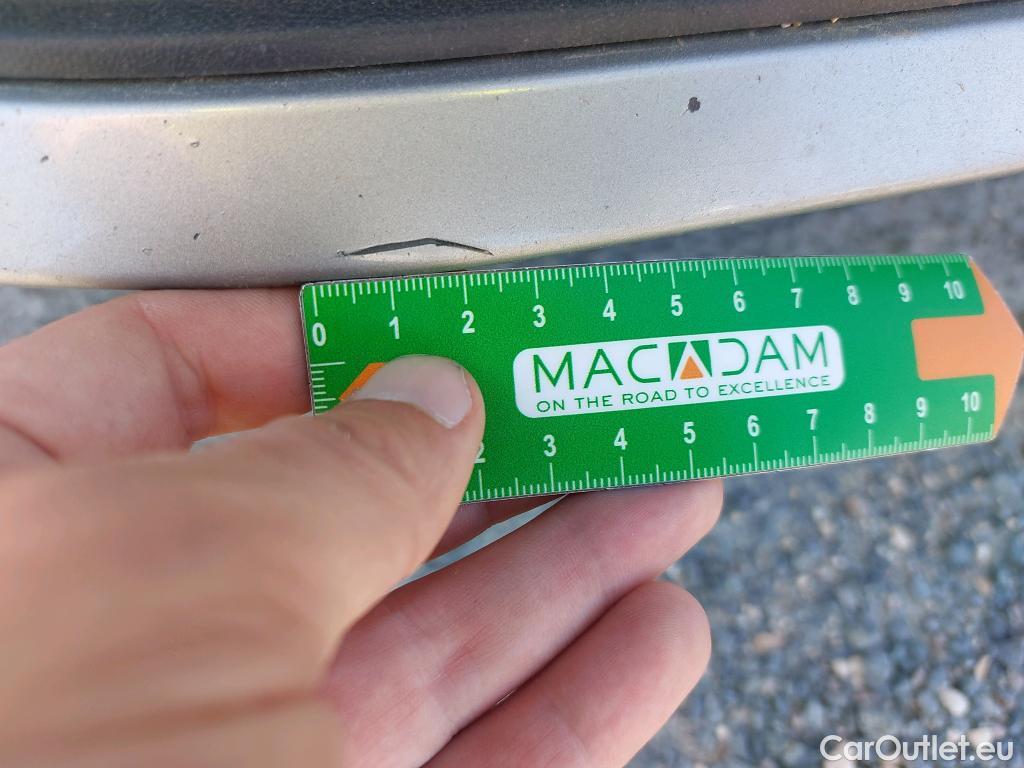 0 1 2 3 4 5 6 7 8 9 10
MACADAM
ON THE ROAD TO EXCELLENCE
2 3 4 5 6 7 8 9 10
CarOutlet.eu